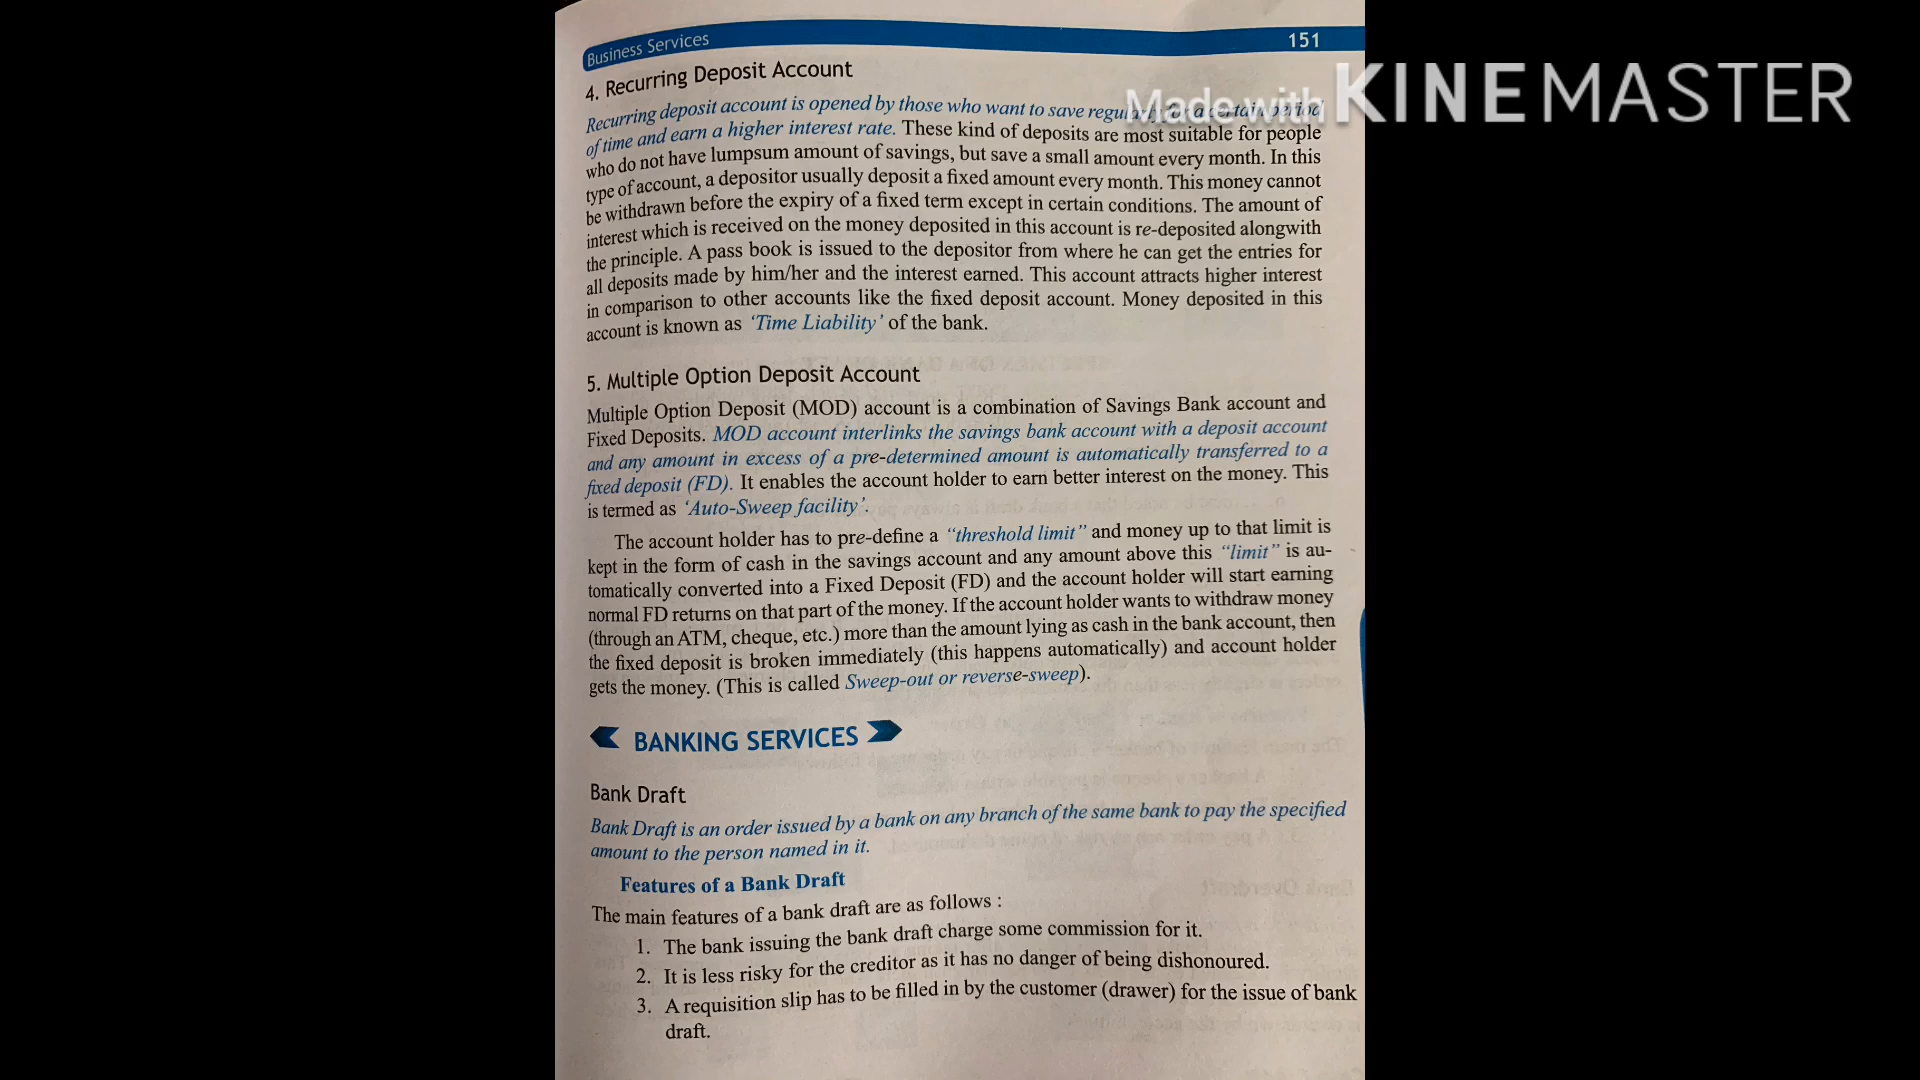 Business Services
151
Made with KINEMASTER
4. Recurring Deposit Account
Recurring deposit account is opened by those who want to save regularly for a certain period
of time and earn a higher interest rate. These kind of deposits are most suitable for people
who do not have lumpsum amount of savings, but save a small amount every month. In this
type of account, a depositor usually deposit a fixed amount every month. This money cannot
be withdrawn before the expiry of a fixed term except in certain conditions. The amount of
interest which is received on the money deposited in this account is re-deposited alongwith
the principle. A pass book is issued to the depositor from where he can get the entries for
all deposits made by him/her and the interest earned. This account attracts higher interest
in comparison to other accounts like the fixed deposit account. Money deposited in this
account is known as ‘Time Liability’ of the bank.
5. Multiple Option Deposit Account
Multiple Option Deposit (MOD) account is a combination of Savings Bank account and
Fixed Deposits. MOD account interlinks the savings bank account with a deposit account
and any amount in excess of a pre-determined amount is automatically transferred to a
fixed deposit (FD). It enables the account holder to earn better interest on the money. This
is termed as ‘Auto-Sweep facility’.
The account holder has to pre-define a “threshold limit” and money up to that limit is
kept in the form of cash in the savings account and any amount above this “limit” is au-
tomatically converted into a Fixed Deposit (FD) and the account holder will start earning
normal FD returns on that part of the money. If the account holder wants to withdraw money
(through an ATM, cheque, etc.) more than the amount lying as cash in the bank account, then
the fixed deposit is broken immediately (this happens automatically) and account holder
gets the money. (This is called Sweep-out or reverse-sweep).
BANKING SERVICES
Bank Draft
Bank Draft is an order issued by a bank on any branch of the same bank to pay the specified
amount to the person named in it.
Features of a Bank Draft
The main features of a bank draft are as follows :
1. The bank issuing the bank draft charge some commission for it.
2. It is less risky for the creditor as it has no danger of being dishonoured.
3. A requisition slip has to be filled in by the customer (drawer) for the issue of bank
draft.